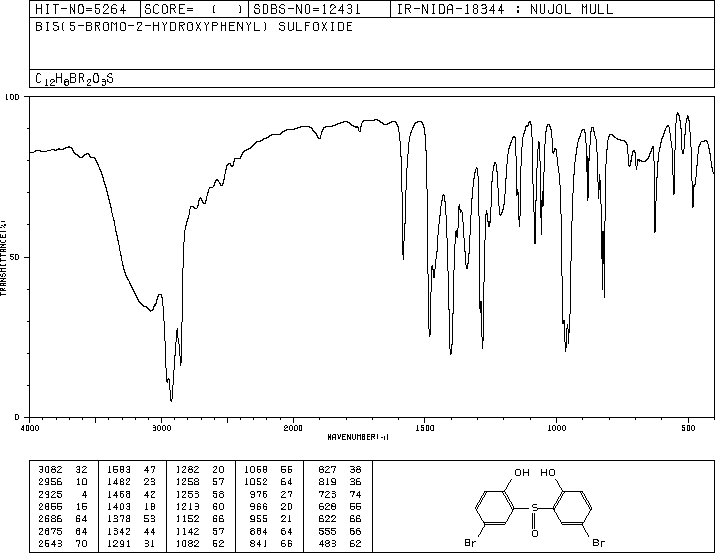 HIT-NO=5264 SCORE= ( ) SDBS-NO=12431 IR-NIDA-18344 : NUJOL MULL
BIS(5-BROMO-2-HYDROXYPHENYL) SULFOXIDE
C12H8BR2O3S
100
50
0
TRANSMITTANCE(%)
4000 3000 2000 1500 1000 500
WAVENUMBER(-1)
3082 32 1583 47 1282 20 1058 55 827 38
2956 10 1482 23 1258 57 1052 64 819 36
2925 4 1468 42 1253 58 976 27 723 74
2855 15 1403 18 1213 60 966 20 628 55
2686 64 1378 53 1152 66 955 21 622 66
64 1342 44 1142 57 884 64 555 66
2543 70 1291 31 1082 52 841 66 483 62
OH HO
S
O
Br Br